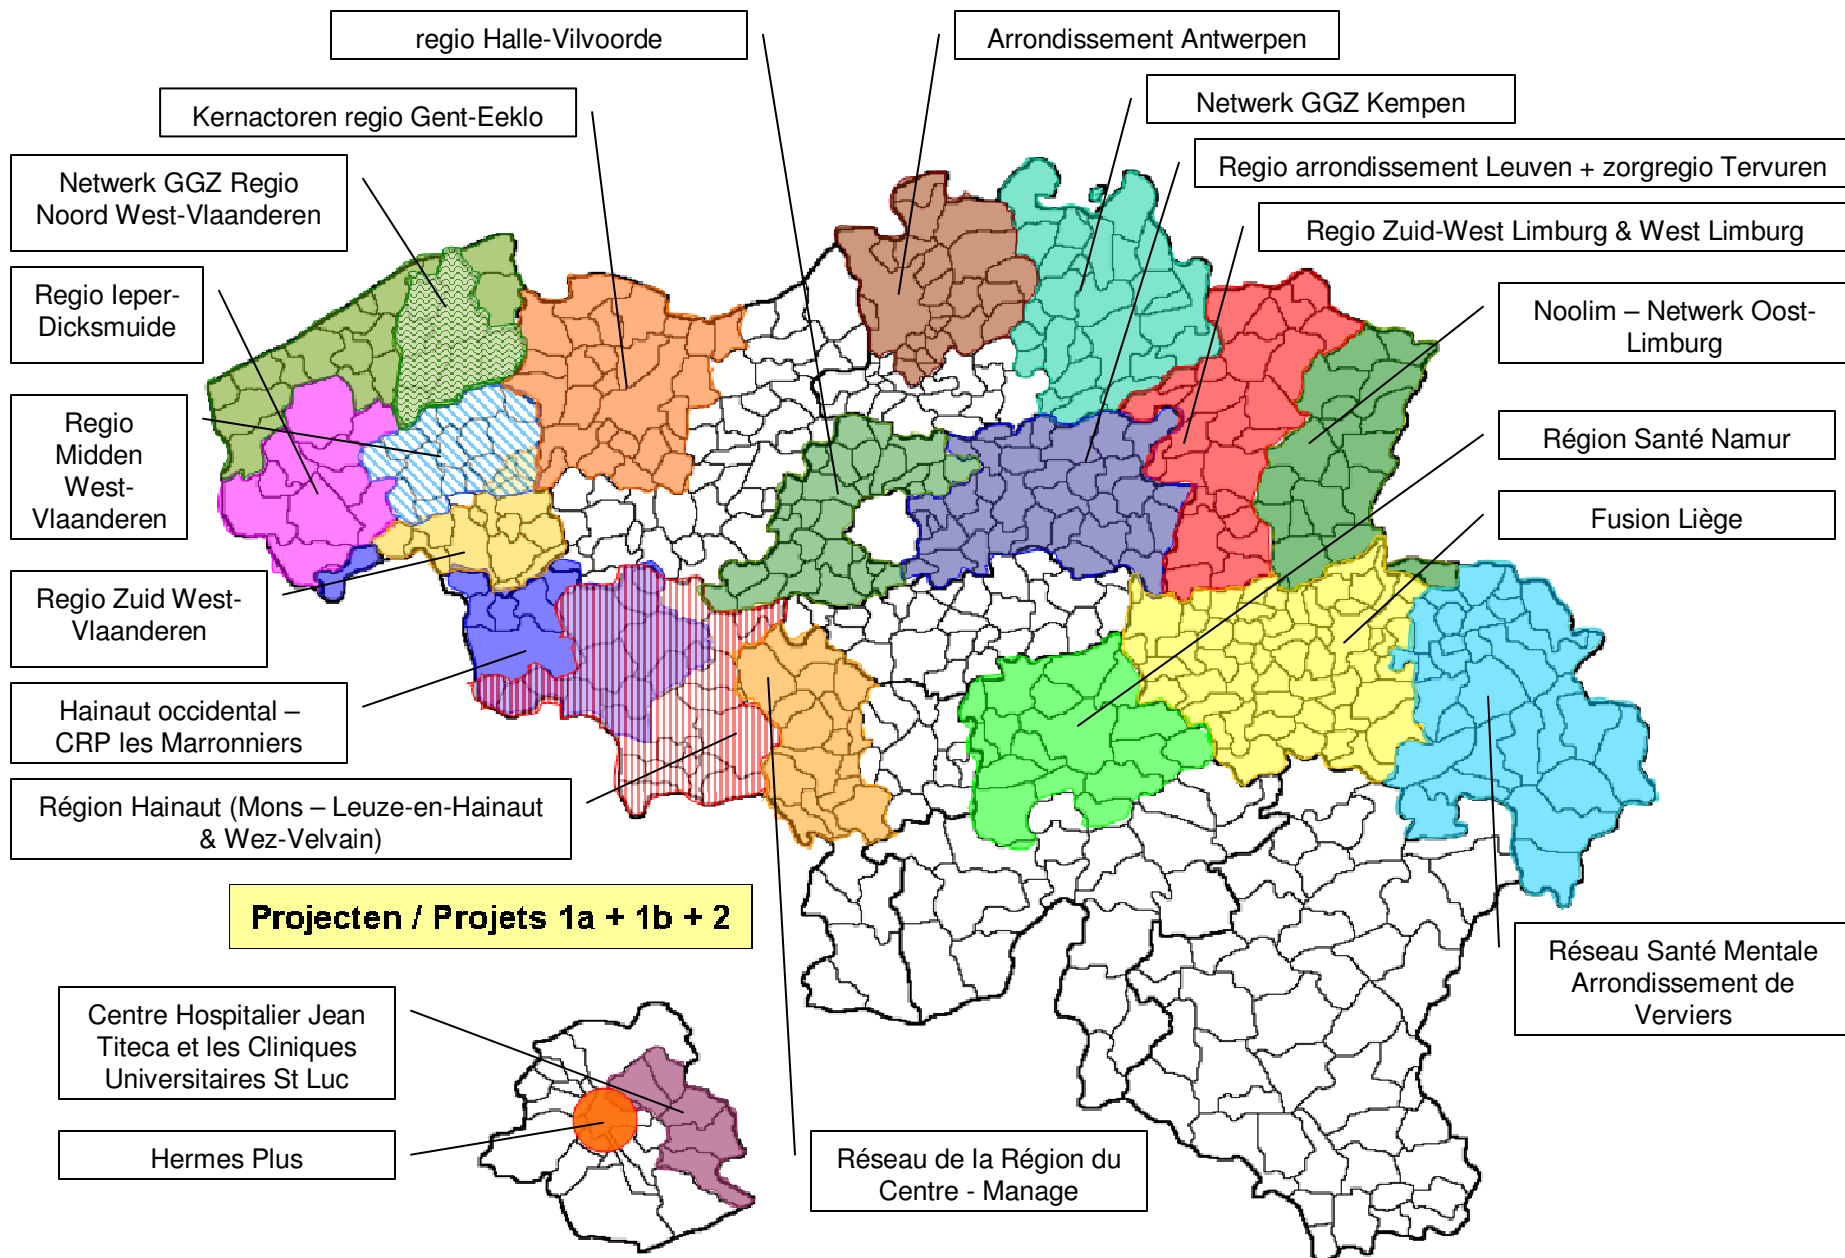 regio Halle-Vilvoorde
Arrondissement Antwerpen
Kernactoren regio Gent-Eeklo
Netwerk GGZ Kempen
Netwerk GGZ Regio
Noord West-Vlaanderen
Regio arrondissement Leuven + zorgregio Tervuren
Regio Zuid-West Limburg & West Limburg
Regio Ieper-
Dicksmuide
Noolim – Netwerk Oost-
Limburg
Regio
Midden
West-
Vlaanderen
Région Santé Namur
Fusion Liège
Regio Zuid West-
Vlaanderen
Hainaut occidental –
CRP les Marronniers
Région Hainaut (Mons – Leuze-en-Hainaut
& Wez-Velvain)
Projecten / Projets 1a + 1b + 2
Réseau Santé Mentale
Arrondissement de
Verviers
Centre Hospitalier Jean
Titeca et les Cliniques
Universitaires St Luc
Hermes Plus
Réseau de la Région du
Centre - Manage